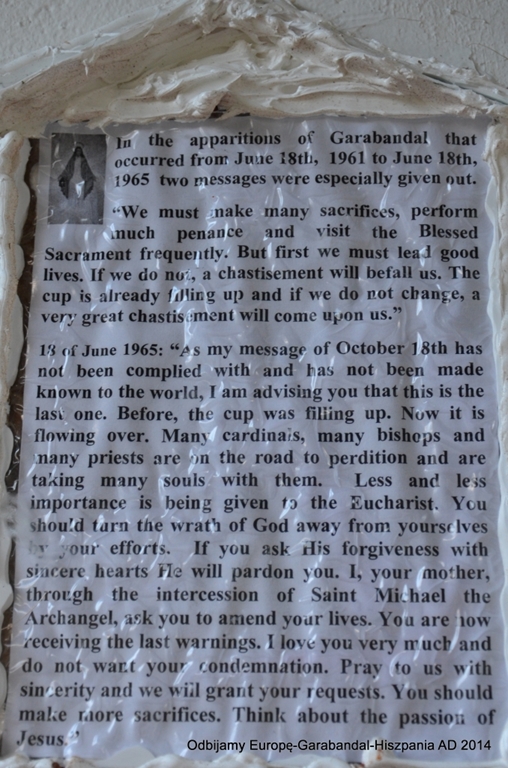 In the apparitions of Garabandal that
occurred from June 18th, 1961 to June 18th,
1965 two messages were especially given out.
“We must make many sacrifices, perform
much penance and visit the Blessed
Sacrament frequently. But first we must lead good
lives. If we do not, a chastisement will befall us. The
cup is already filling up and if we do not change, a
very great chastisement will come upon us.”
18 of June 1965: “As my message of October 18th has
not been complied with and has not been made
known to the world, I am advising you that this is the
last one. Before, the cup was filling up. Now it is
flowing over. Many cardinals, many bishops and
many priests are on the road to perdition and are
taking many souls with them. Less and less
importance is being given to the Eucharist. You
should turn the wrath of God away from yourselves
by your efforts. If you ask His forgiveness with
sincere hearts He will pardon you. I, your mother,
through the intercession of Saint Michael the
Archangel, ask you to amend your lives. You are now
receiving the last warnings. I love you very much and
do not want your condemnation. Pray to us with
sincerity and we will grant your requests. You should
make more sacrifices. Think about the passion of
Jesus.”
Odbijamy Europę-Garabandal-Hiszpania AD 2014